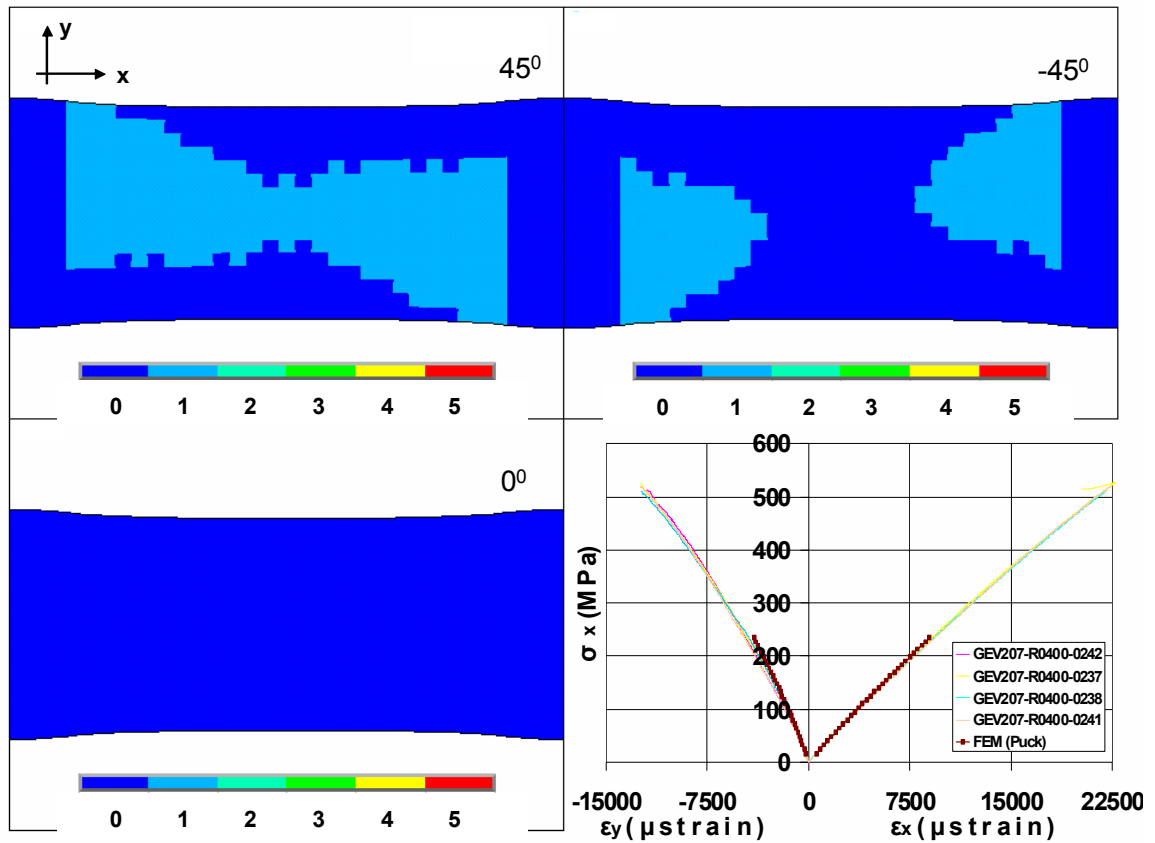 y
x
45⁰
-45⁰
0 1 2 3 4 5
0 1 2 3 4 5
0⁰
0 1 2 3 4 5
600
500
400
300
200
100
0
σ x (MPa)
GEV207-R0400-0242
GEV207-R0400-0237
GEV207-R0400-0238
GEV207-R0400-0241
FEM (Puck)
-15000 -7500 0 7500 15000 22500
εy (μstrain) εx (μstrain)